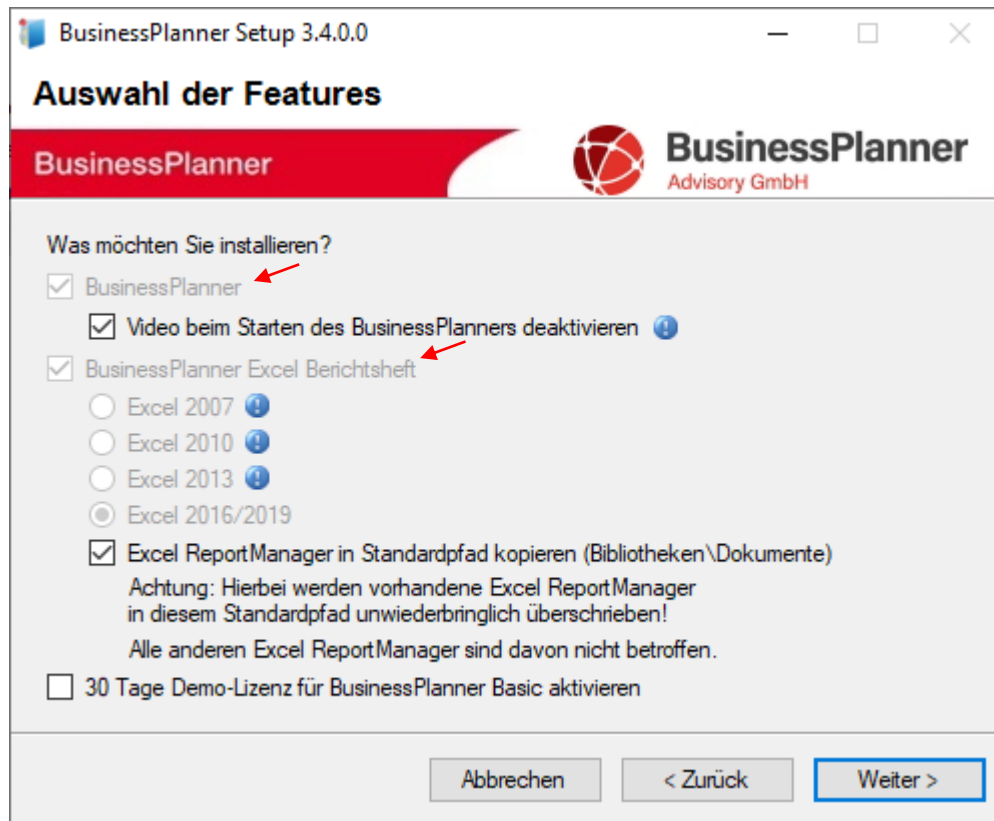 BusinessPlanner Setup 3.4.0.0
Auswahl der Features
BusinessPlanner
BusinessPlanner
Advisory GmbH
Was möchten Sie installieren?
BusinessPlanner
Video beim Starten des BusinessPlanners deaktivieren
BusinessPlanner Excel Berichtsheft
Excel 2007
Excel 2010
Excel 2013
Excel 2016/2019
Excel ReportManager in Standardpfad kopieren (Bibliotheken\Dokumente)
Achtung: Hierbei werden vorhandene Excel ReportManager
in diesem Standardpfad unwiederbringlich überschrieben!
Alle anderen Excel ReportManager sind davon nicht betroffen.
30 Tage Demo-Lizenz für BusinessPlanner Basic aktivieren
Abbrechen
< Zurück
Weiter >